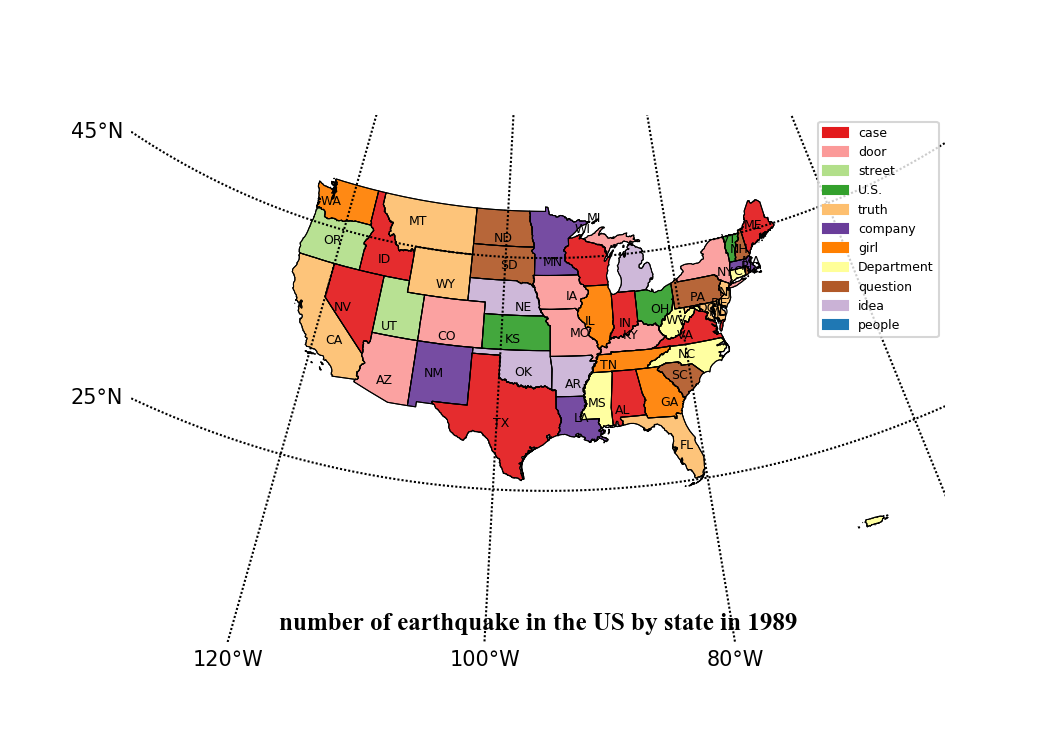 45°N
case
door
street
U.S.
truth
company
girl
Department
question
idea
people
WA
MT
ND
MI
ME
OR
ID
SD
MN
WI
NH
NY
WY
NE
IA
PA
NV
UT
CO
KS
MO
IL
IN
OH
KY
WV
VA
CA
AZ
NM
OK
AR
TN
NC
SC
TX
LA
MS
AL
GA
FL
25°N
number of earthquake in the US by state in 1989
120°W
100°W
80°W